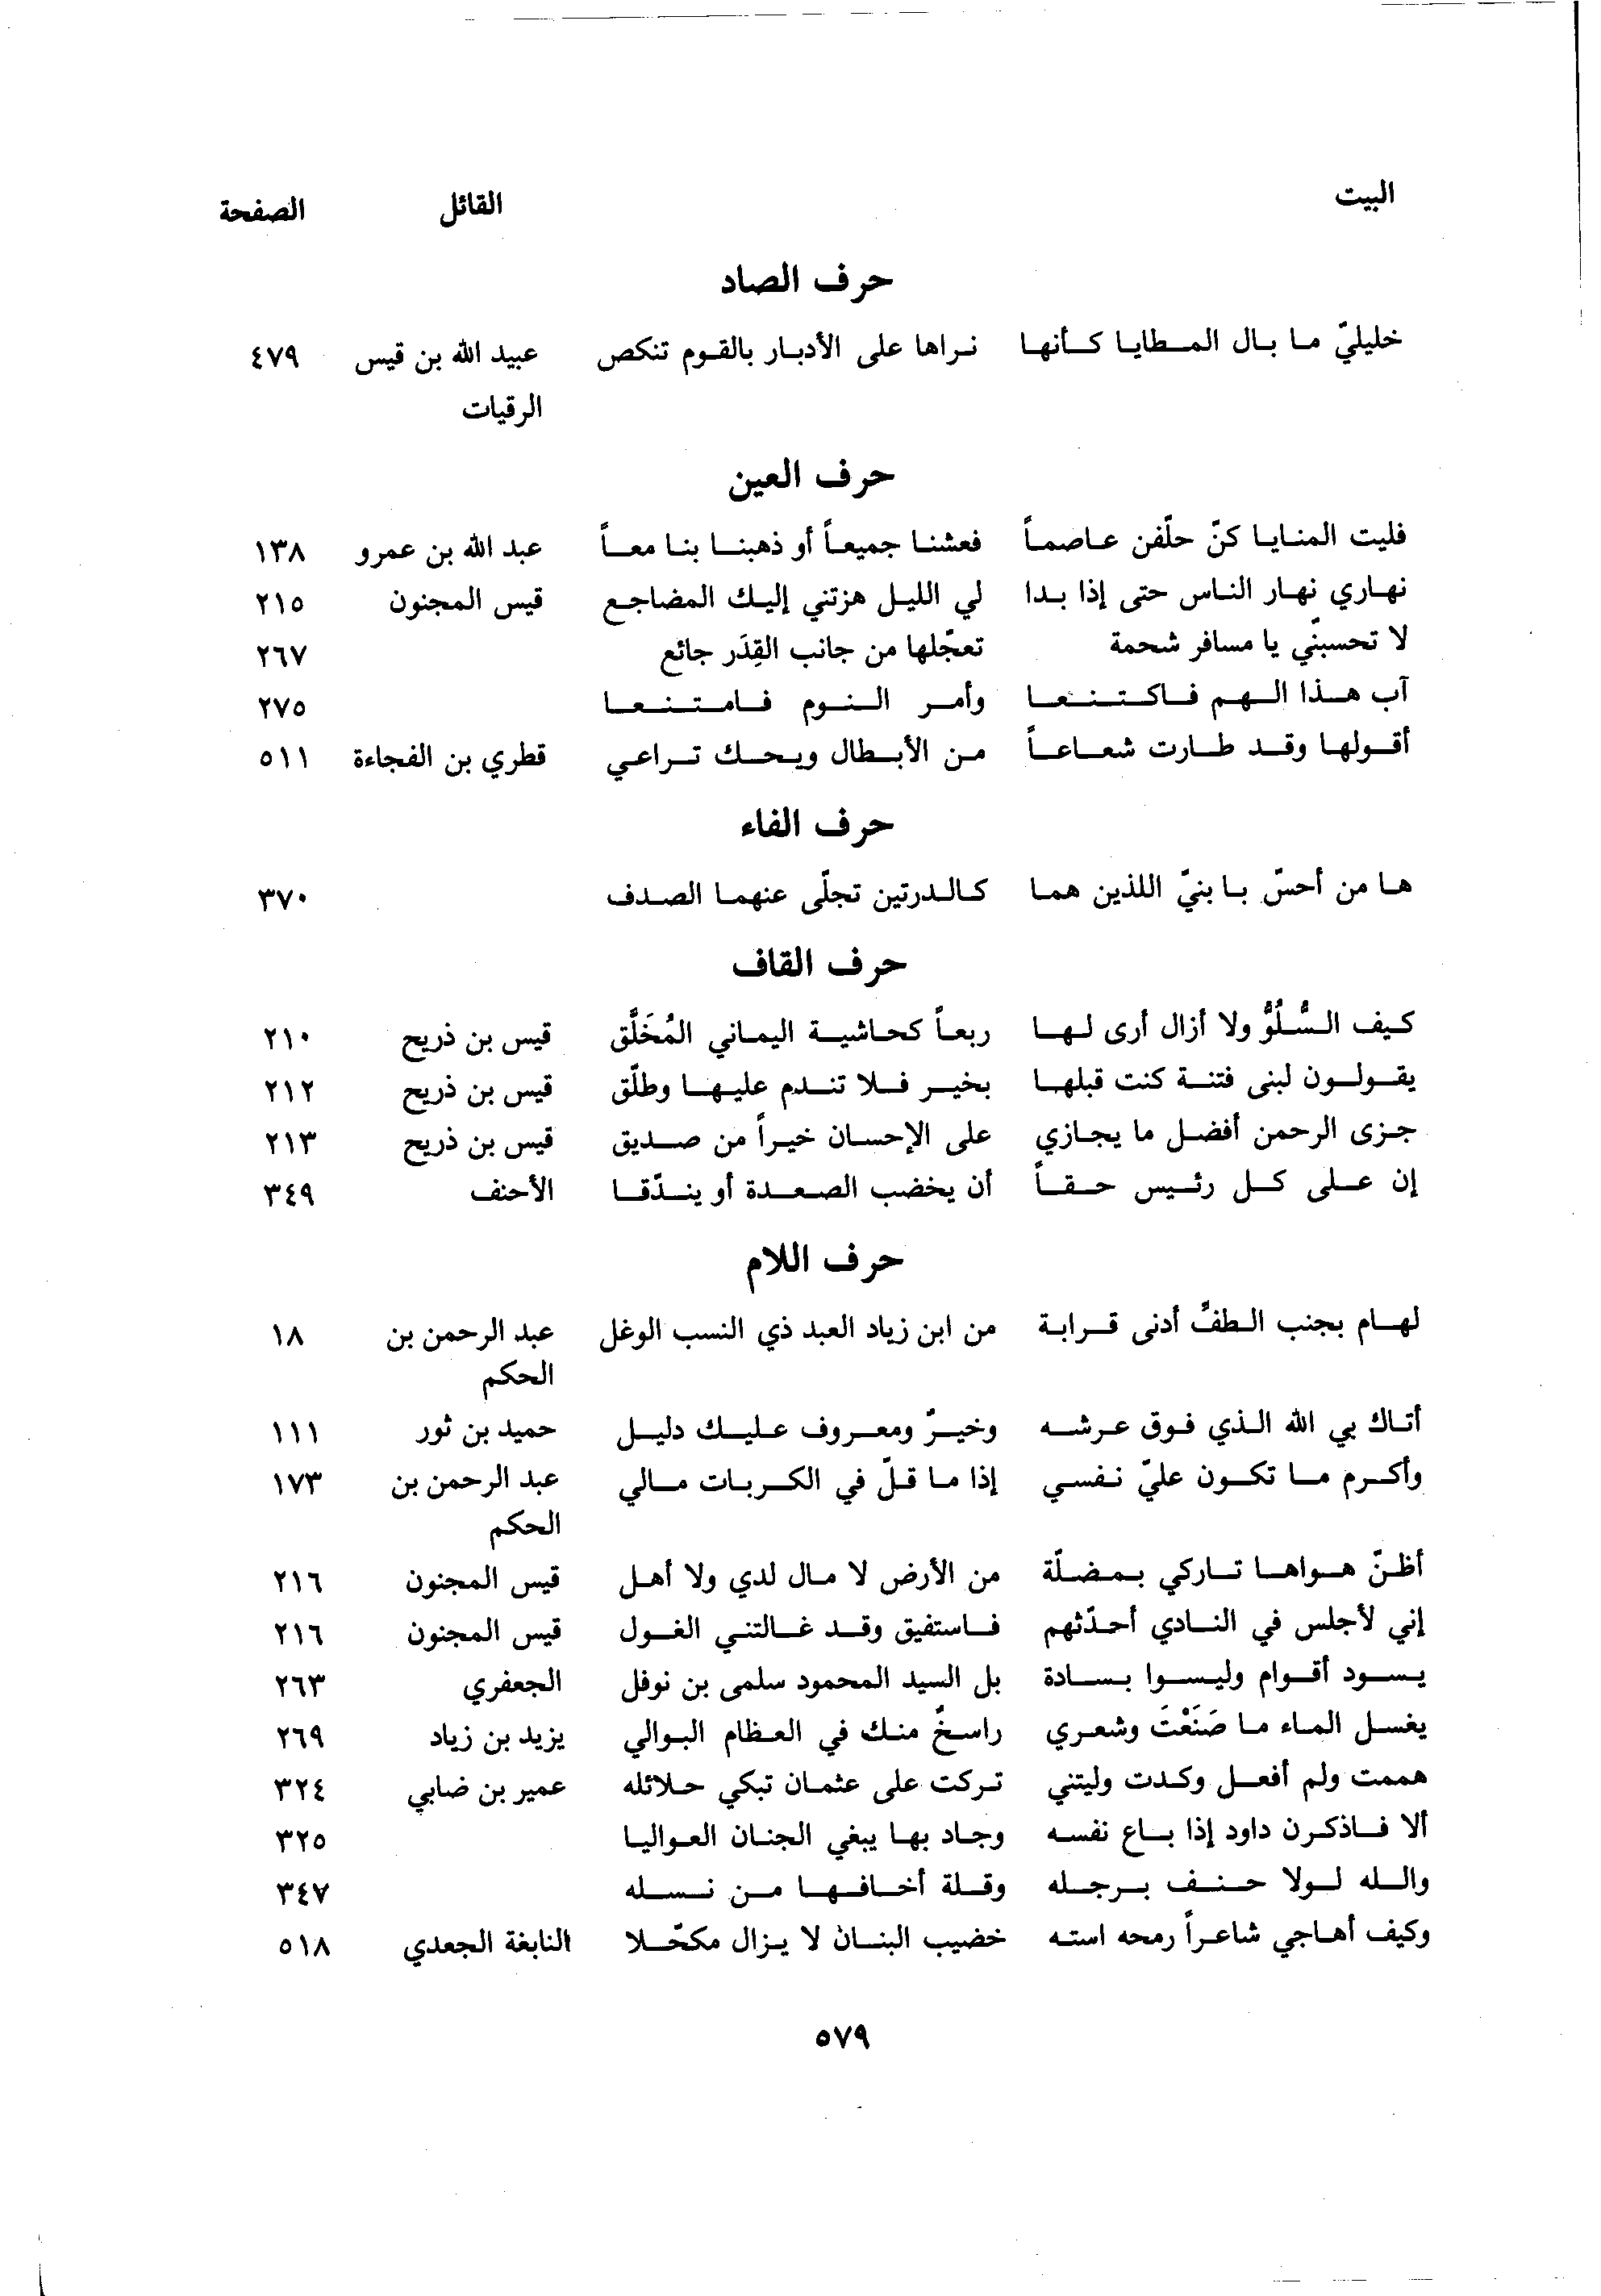 البيت القائل الصفحة
حرف الصاد
خليليّ ما بال المطايا كأنها نراها على الأدبار بالقوم تنكص عبيد الله بن قيس ٤٧٩
الرقيات
حرف العين
فليت المنايا كنّ حلّفن عاصماً فعشنا جميعاً أو ذهبنا بنا معاً عبد الله بن عمرو ١٣٨
نهاري نهار الناس حتى إذا بدا لي الليل هزتني إليك المضاجع قيس المجنون ٢١٥
لا تحسبنّي يا مسافر شحمة تعجّلها من جانب القِدَر جائع ٢٦٧
آب هذا الهم فاكتنعا وأمر النوم فامتنعا ٢٧٥
أقولها وقد طارت شعاعاً من الأبطال ويحك تراعي قطري بن الفجاءة ٥١١
حرف الفاء
ها من أحسّ با بنيّ اللذين هما كالدرتين تجلّى عنهما الصدف ٣٧٠
حرف القاف
كيف السُّلُوُّ ولا أزال أرى لها ربعاً كحاشية اليماني المُخَلَّق قيس بن ذريح ٢١٠
يقولون لبنى فتنة كنت قبلها بخير فلا تندم عليها وطلّق قيس بن ذريح ٢١٢
جزى الرحمن أفضل ما يجازي على الإحسان خيراً من صديق قيس بن ذريح ٢١٣
إن على كل رئيس حقاً أن يخضب الصعدة أو يندّقا الأحنف ٣٤٩
حرف اللام
لهام بجنب الطفِّ أدنى قرابة من ابن زياد العبد ذي النسب الوغل عبد الرحمن بن ١٨
الحكم
أتاك بي الله الذي فوق عرشه وخيرٌ ومعروف عليك دليل حميد بن ثور ١١١
وأكرم ما تكون عليّ نفسي إذا ما قلّ في الكربات مالي عبد الرحمن بن ١٧٣
الحكم
أظنّ هواها تاركي بمضلّة من الأرض لا مال لدي ولا أهل قيس المجنون ٢١٦
إني لأجلس في النادي أحدّثهم فاستفيق وقد غالتني الغول قيس المجنون ٢١٦
يسود أقوام وليسوا بسادة بل السيد المحمود سلمى بن نوفل الجعفري ٢٦٣
يغسل الماء ما صَنَعْتَ وشعري راسخٌ منك في العظام البوالي يزيد بن زياد ٢٦٩
هممت ولم أفعل وكدت وليتني تركت على عثمان تبكي حلائله عمير بن ضابي ٣٢٤
ألا فاذكرن داود إذا باع نفسه وجاد بها يبغي الجنان العواليا ٣٢٥
والله لولا حنف برجله وقلة أخافها من نسله ٣٤٧
وكيف أهاجي شاعراً رمحه استه خضيب البنان لا يزال مكحّلا النابغة الجعدي ٥١٨
٥٧٩